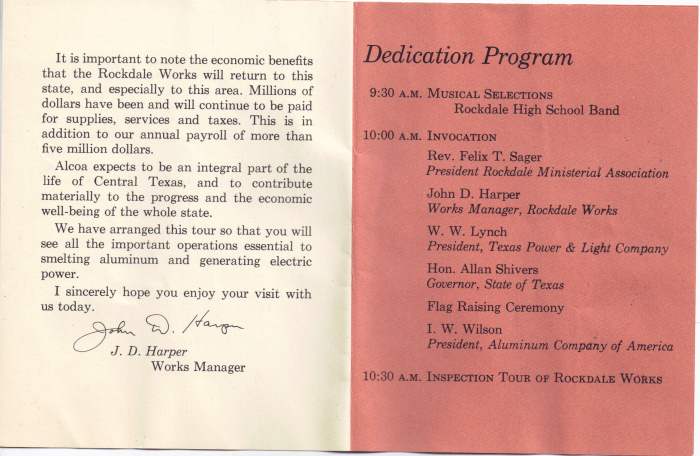 It is important to note the economic benefits
that the Rockdale Works will return to this
state, and especially to this area. Millions of
dollars have been and will continue to be paid
for supplies, services and taxes. This is in
addition to our annual payroll of more than
five million dollars.
Alcoa expects to be an integral part of the
life of Central Texas, and to contribute
materially to the progress and the economic
well-being of the whole state.
We have arranged this tour so that you will
see all the important operations essential to
smelting aluminum and generating electric
power.
I sincerely hope you enjoy your visit with
us today.
John D. Harper
J. D. Harper
Works Manager
Dedication Program
9:30 A.M. MUSICAL SELECTIONS
Rockdale High School Band
10:00 A.M. INVOCATION
Rev. Felix T. Sager
President Rockdale Ministerial Association
John D. Harper
Works Manager, Rockdale Works
W. W. Lynch
President, Texas Power & Light Company
Hon. Allan Shivers
Governor, State of Texas
Flag Raising Ceremony
I. W. Wilson
President, Aluminum Company of America
10:30 A.M. INSPECTION TOUR OF ROCKDALE WORKS